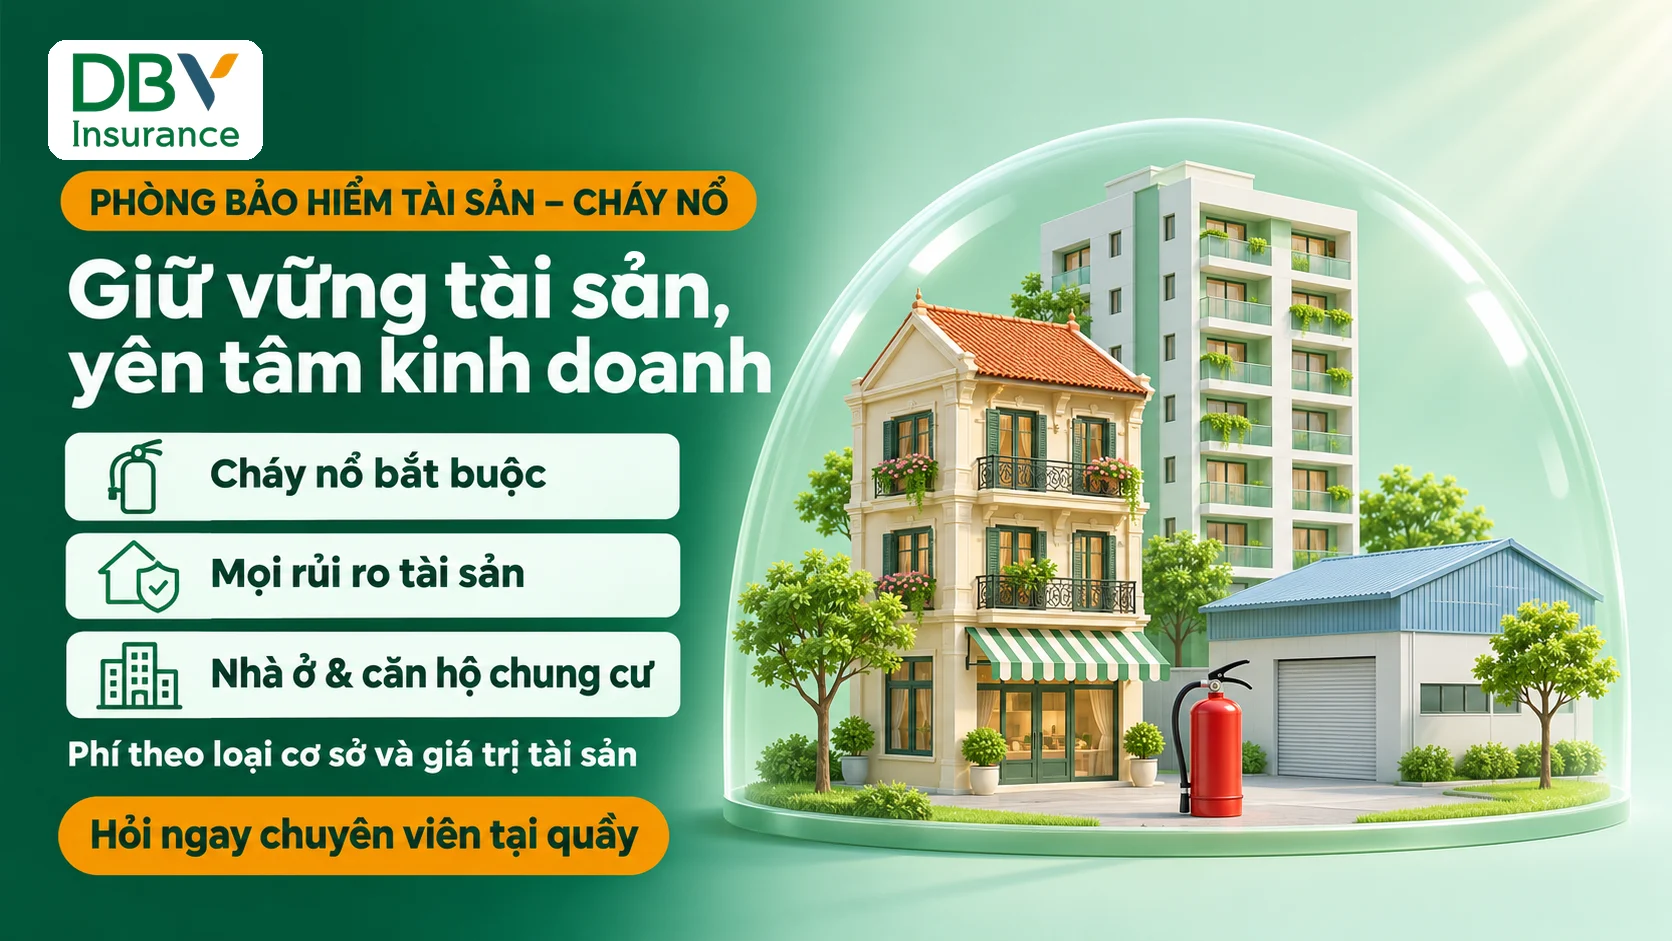 DBV
Insurance
PHÒNG BẢO HIỂM TÀI SẢN – CHÁY NỔ
Giữ vững tài sản,
yên tâm kinh doanh
Cháy nổ bắt buộc
Mọi rủi ro tài sản
Nhà ở & căn hộ chung cư
Phí theo loại cơ sở và giá trị tài sản
Hỏi ngay chuyên viên tại quầy